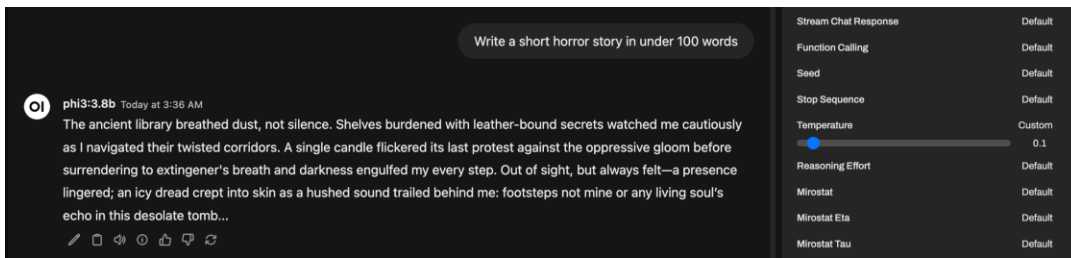 Write a short horror story in under 100 words
OI phi3:3.8b Today at 3:36 AM
The ancient library breathed dust, not silence. Shelves burdened with leather-bound secrets watched me cautiously
as I navigated their twisted corridors. A single candle flickered its last protest against the oppressive gloom before
surrendering to extingener's breath and darkness engulfed my every step. Out of sight, but always felt—a presence
lingered; an icy dread crept into skin as a hushed sound trailed behind me: footsteps not mine or any living soul's
echo in this desolate tomb...
Stream Chat Response Default
Function Calling Default
Seed Default
Stop Sequence Default
Temperature Custom
0.1
Reasoning Effort Default
Mirostat Default
Mirostat Eta Default
Mirostat Tau Default